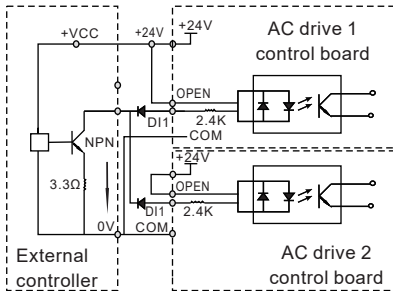 +VCC
+24V
+24V
AC drive 1
control board
OPEN
DI1
2.4K
NPN
COM
+24V
3.3Ω
OPEN
DI1
2.4K
0V
COM
External
controller
AC drive 2
control board